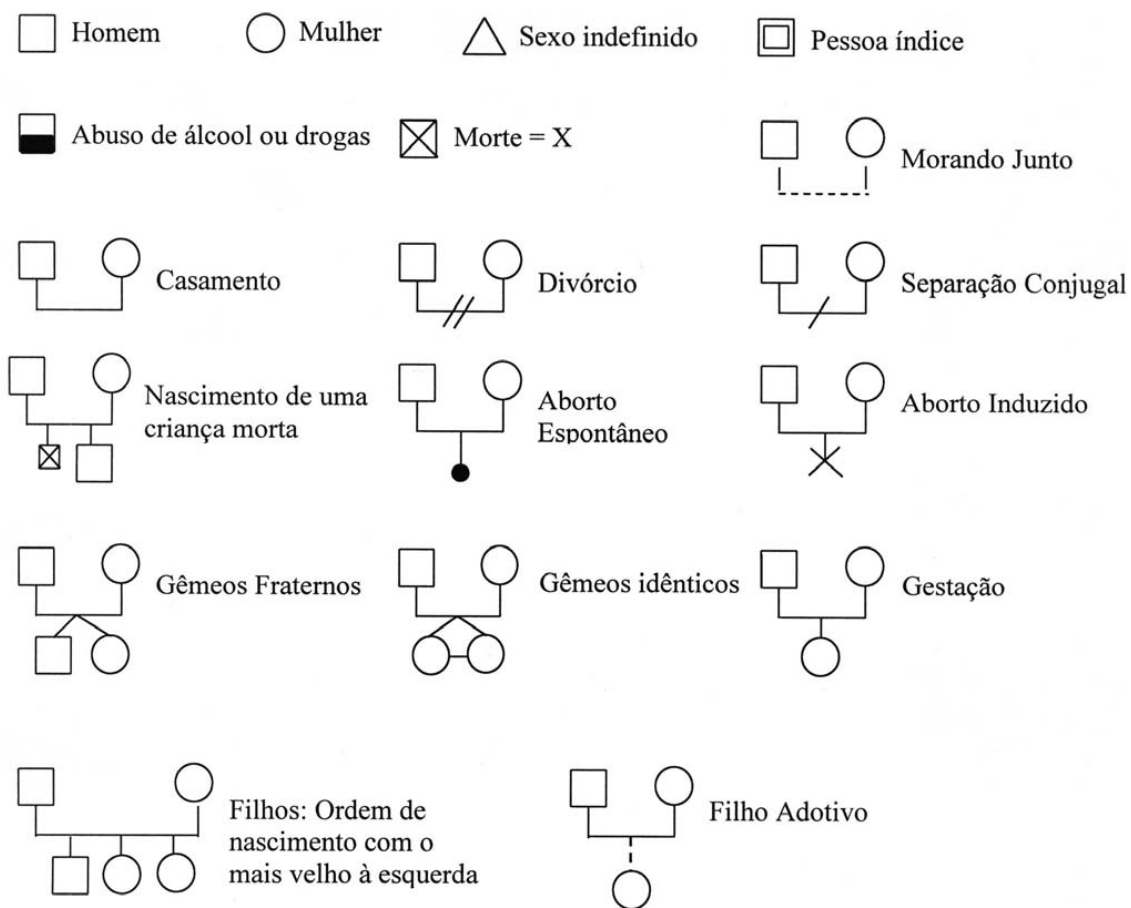 Homem
Mulher
Sexo indefinido
Pessoa índice
Abuso de álcool ou drogas
Morte = X
Morando Junto
Casamento
Divórcio
Separação Conjugal
Nascimento de uma
criança morta
Aborto
Espontâneo
Aborto Induzido
Gêmeos Fraternos
Gêmeos idênticos
Gestação
Filhos: Ordem de
nascimento com o
mais velho à esquerda
Filho Adotivo